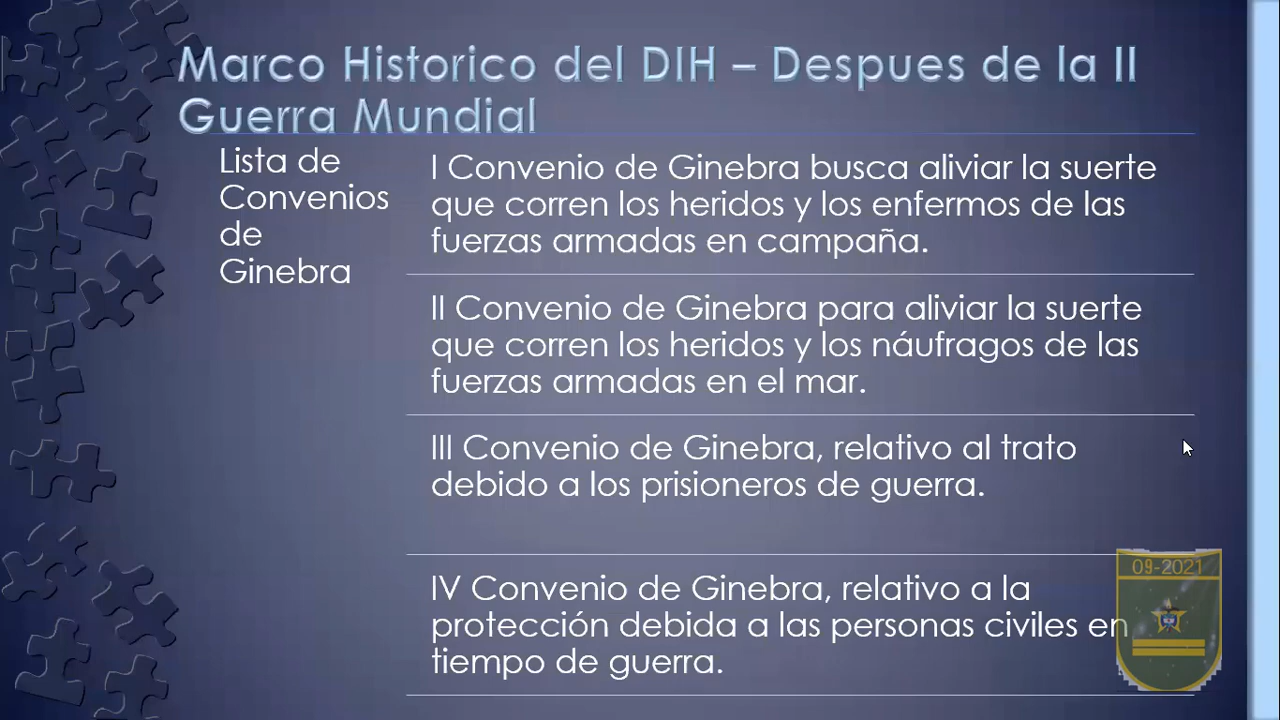 Marco Historico del DIH – Despues de la II
Guerra Mundial
Lista de
Convenios
de
Ginebra
I Convenio de Ginebra busca aliviar la suerte
que corren los heridos y los enfermos de las
fuerzas armadas en campaña.
II Convenio de Ginebra para aliviar la suerte
que corren los heridos y los náufragos de las
fuerzas armadas en el mar.
III Convenio de Ginebra, relativo al trato
debido a los prisioneros de guerra.
IV Convenio de Ginebra, relativo a la
protección debida a las personas civiles en
tiempo de guerra.
09-2021